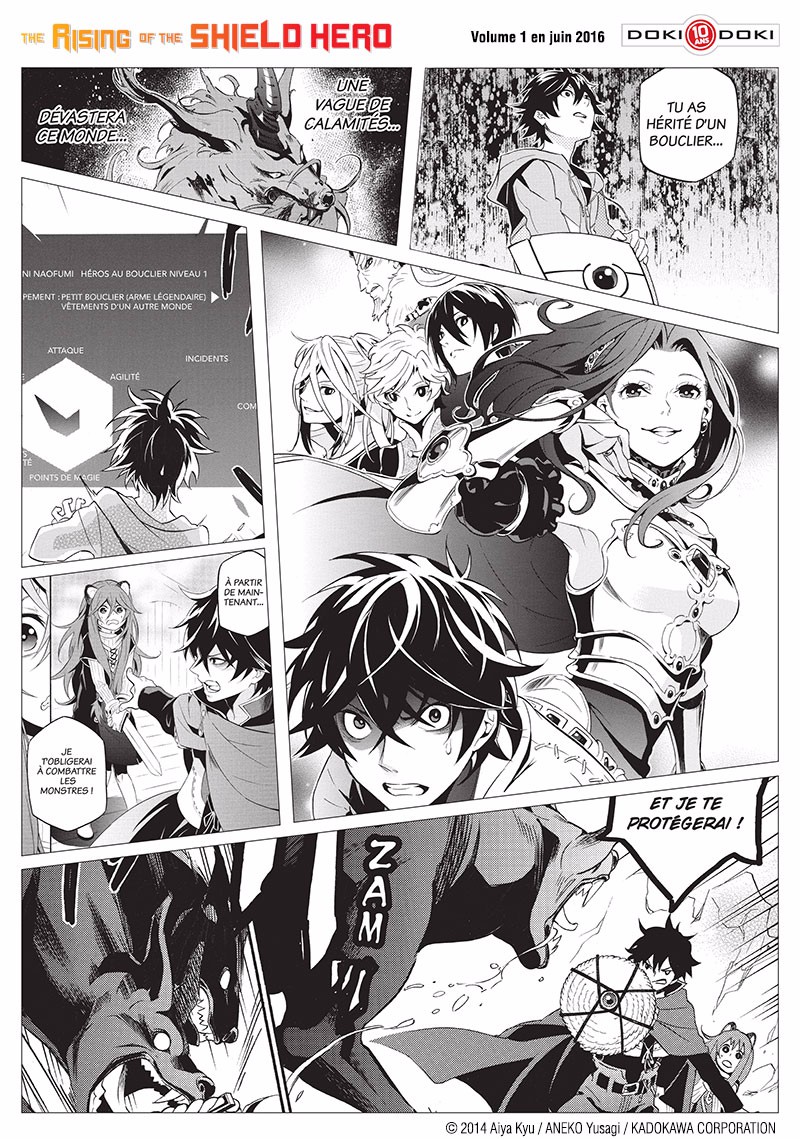 THE RISING OF THE SHIELD HERO
Volume 1 en juin 2016
DOKI 10 ANS DOKI
UNE
VAGUE DE
CALAMITÉS...
DÉVASTERA
CE MONDE...
TU AS
HÉRITÉ D'UN
BOUCLIER...
NI NAOFUMI HÉROS AU BOUCLIER NIVEAU 1
PEMENT : PETIT BOUCLIER (ARME LÉGENDAIRE)
VÊTEMENTS D'UN AUTRE MONDE
ATTAQUE
INCIDENTS
AGILITÉ
COM
POINTS DE MAGIE
À PARTIR
DE MAIN-
TENANT...
JE
T'OBLIGERAI
À COMBATTRE
LES
MONSTRES !
ET JE TE
PROTÉGERAI !
ZAM
© 2014 Aiya Kyu / ANEKO Yusagi / KADOKAWA CORPORATION